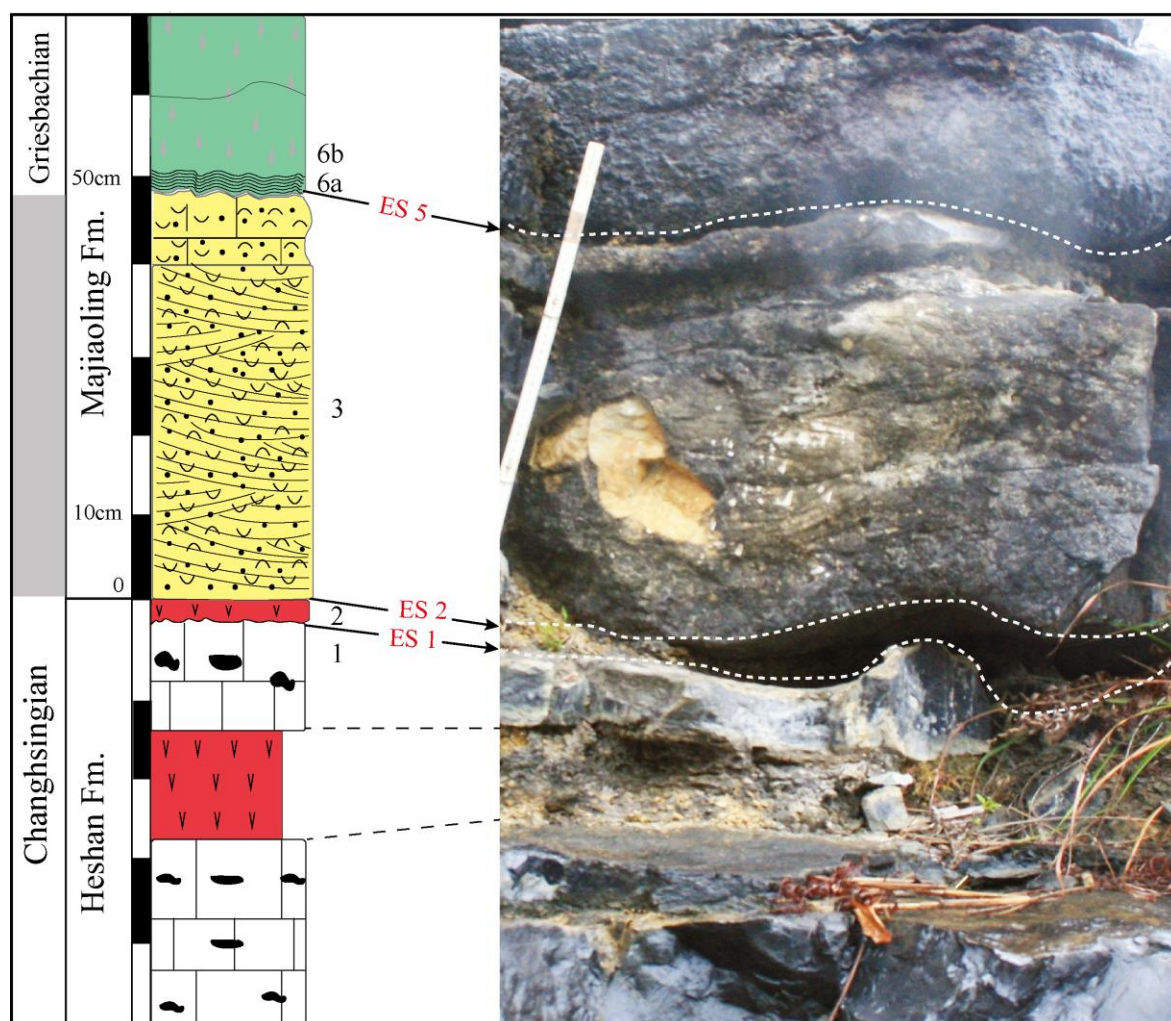 Griesbachian
Changhsingian
Majiaoling Fm.
Heshan Fm.
50cm
10cm
0
6b
6a
3
2
1
ES 5
ES 2
ES 1